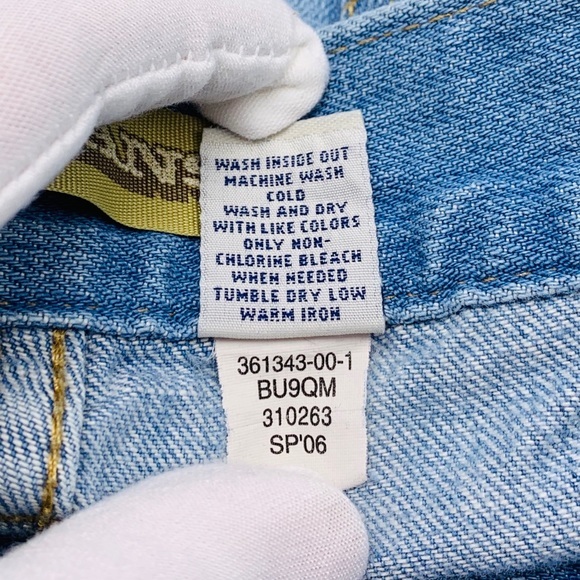 WASH INSIDE OUT
MACHINE WASH
COLD
WASH AND DRY
WITH LIKE COLORS
ONLY NON-
CHLORINE BLEACH
WHEN NEEDED
TUMBLE DRY LOW
WARM IRON
361343-00-1
BU9QM
310263
SP'06